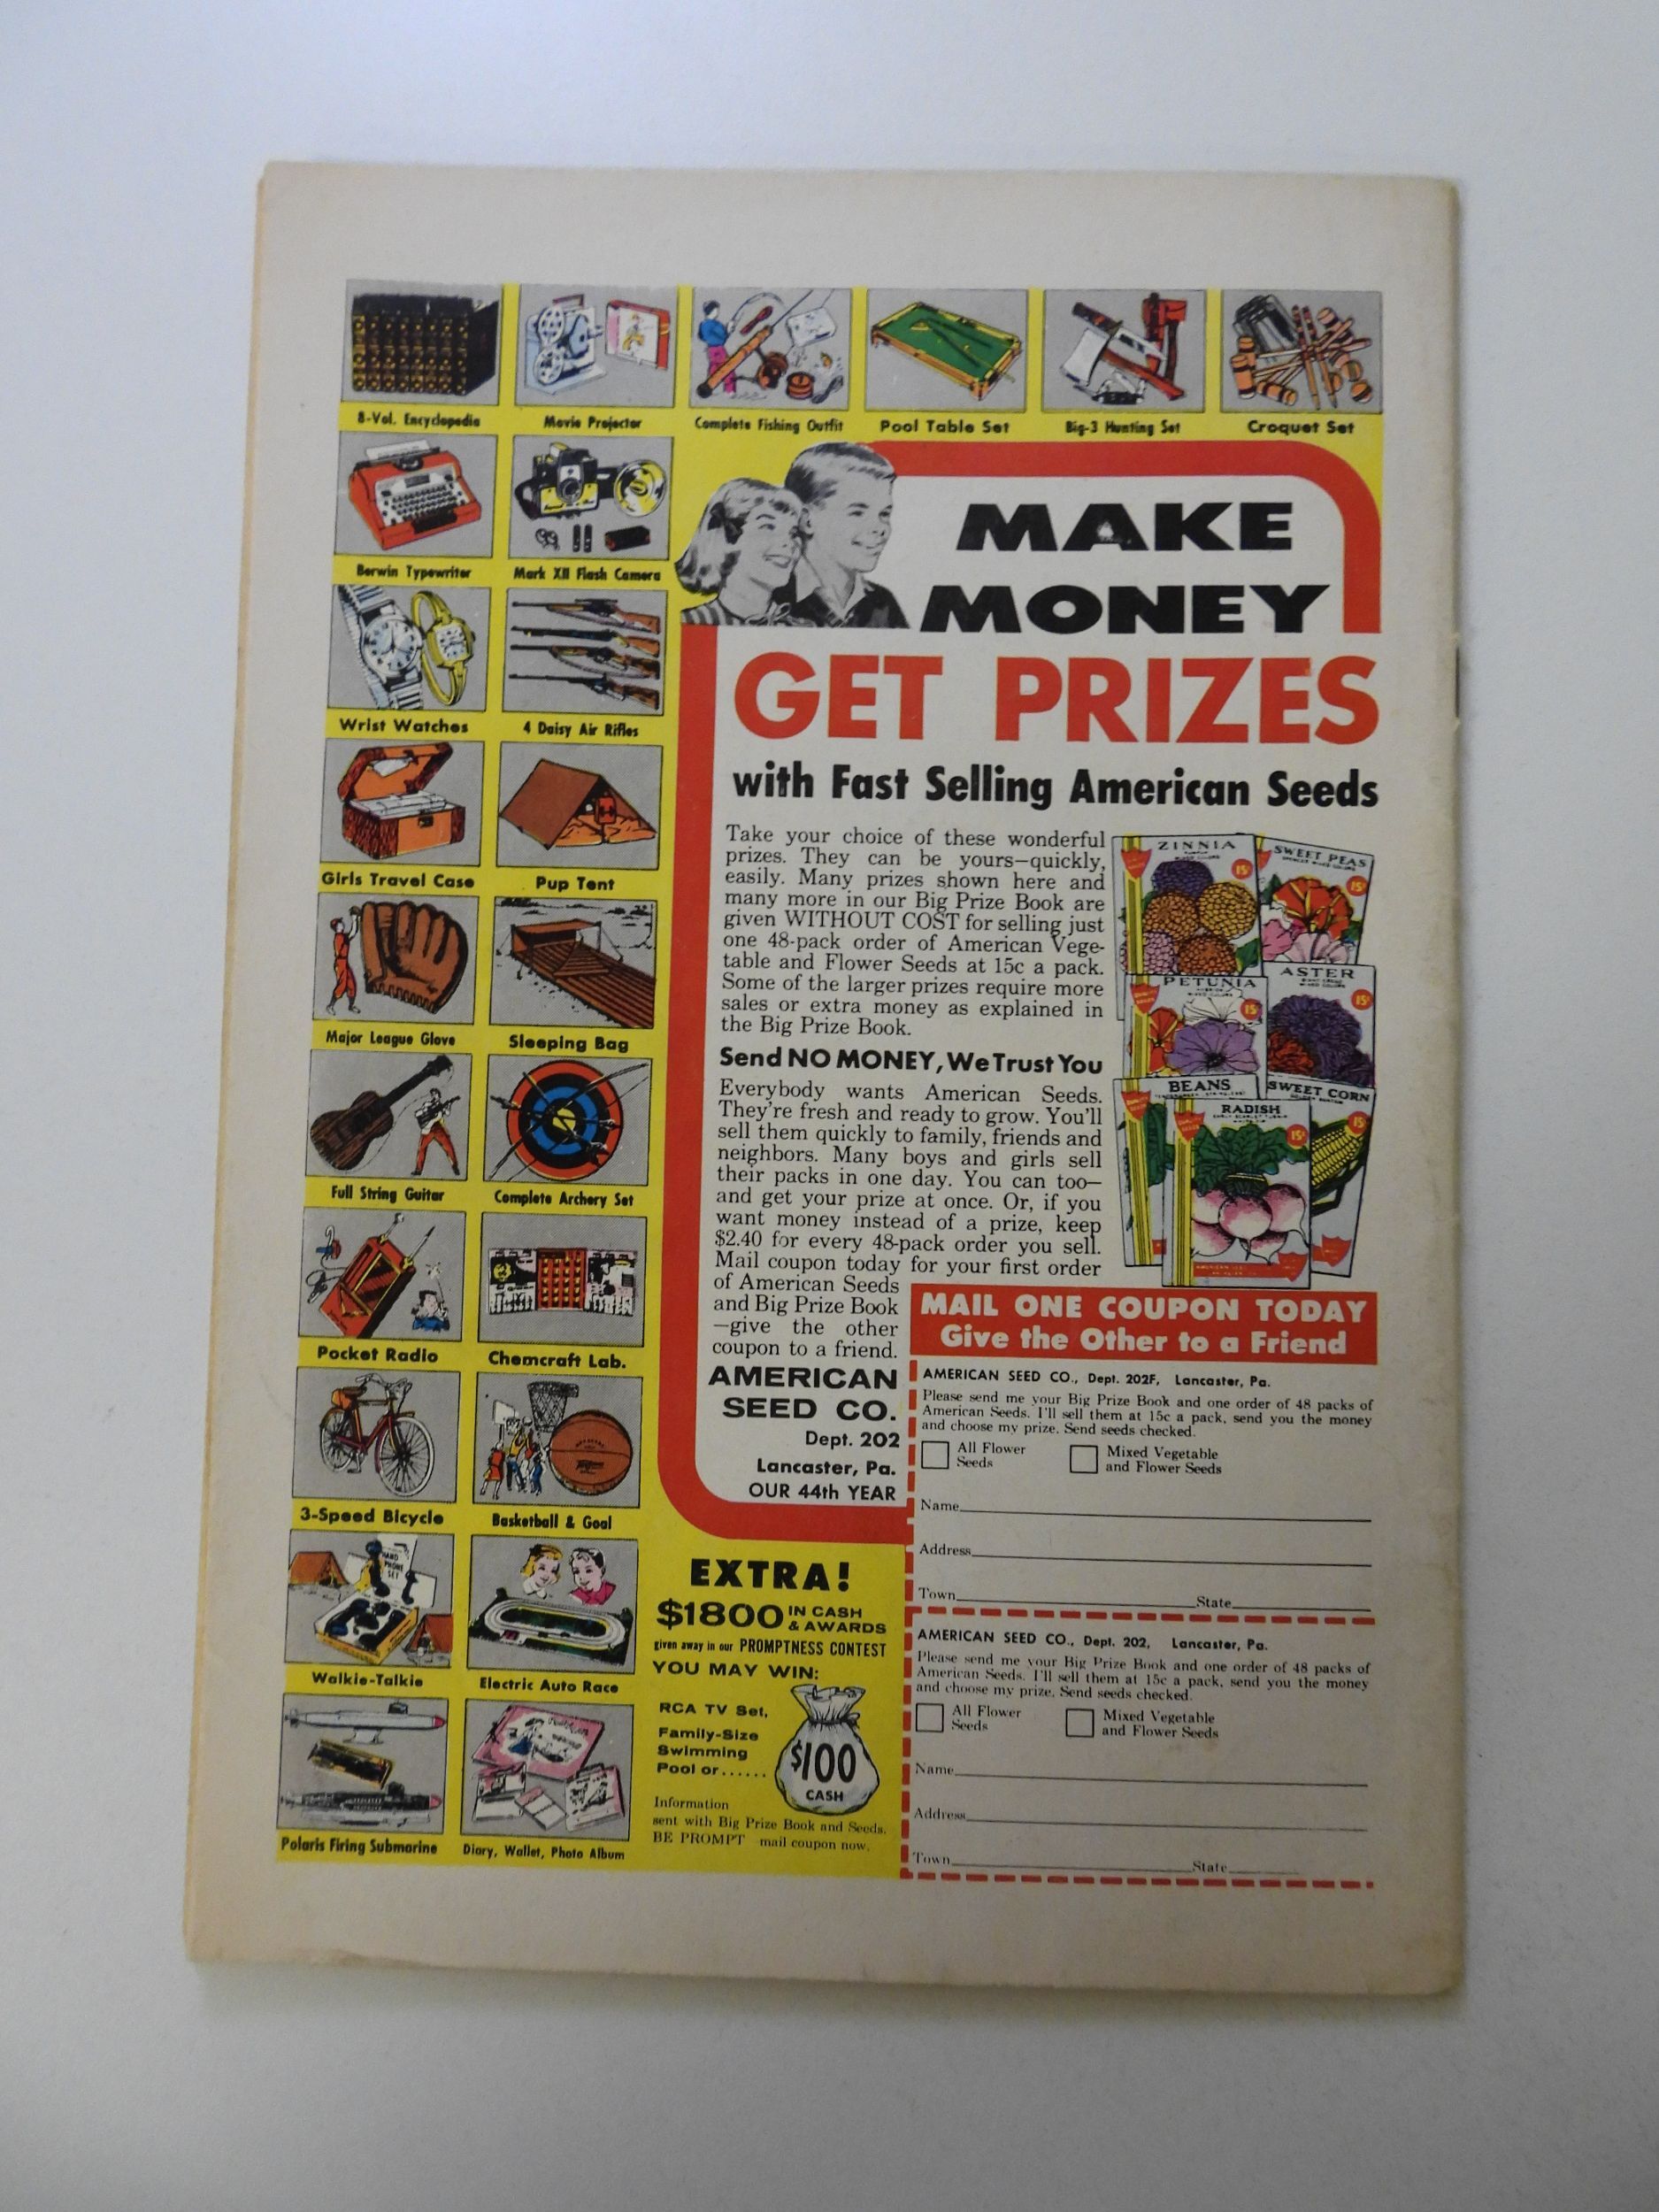 8-Vol. Encyclopedia
Movie Projector
Complete Fishing Outfit
Pool Table Set
Big-3 Hunting Set
Croquet Set
Berwin Typewriter
Mark XII Flash Camera
Wrist Watches
4 Daisy Air Rifles
Girls Travel Case
Pup Tent
Major League Glove
Sleeping Bag
Full String Guitar
Complete Archery Set
Pocket Radio
Chemcraft Lab.
3-Speed Bicycle
Basketball & Goal
HAND
PHONE
SET
Walkie-Talkie
Electric Auto Race
Polaris Firing Submarine
Diary, Wallet, Photo Album
MAKE
MONEY
GET PRIZES
with Fast Selling American Seeds
Take your choice of these wonderful
prizes. They can be yours—quickly,
easily. Many prizes shown here and
many more in our Big Prize Book are
given WITHOUT COST for selling just
one 48-pack order of American Vege-
table and Flower Seeds at 15c a pack.
Some of the larger prizes require more
sales or extra money as explained in
the Big Prize Book.
Send NO MONEY, We Trust You
Everybody wants American Seeds.
They're fresh and ready to grow. You'll
sell them quickly to family, friends and
neighbors. Many boys and girls sell
their packs in one day. You can too—
and get your prize at once. Or, if you
want money instead of a prize, keep
$2.40 for every 48-pack order you sell.
Mail coupon today for your first order
of American Seeds
and Big Prize Book
—give the other
coupon to a friend.
AMERICAN
SEED CO.
Dept. 202
Lancaster, Pa.
OUR 44th YEAR
ZINNIA
15¢
SWEET PEAS
15¢
PETUNIA
15¢
ASTER
15¢
BEANS
SWEET CORN
15¢
RADISH
15¢
MAIL ONE COUPON TODAY
Give the Other to a Friend
AMERICAN SEED CO., Dept. 202F, Lancaster, Pa.
Please send me your Big Prize Book and one order of 48 packs of
American Seeds. I'll sell them at 15c a pack, send you the money
and choose my prize. Send seeds checked.
All Flower
Seeds
Mixed Vegetable
and Flower Seeds
Name
Address
Town State
AMERICAN SEED CO., Dept. 202, Lancaster, Pa.
Please send me your Big Prize Book and one order of 48 packs of
American Seeds. I'll sell them at 15c a pack, send you the money
and choose my prize. Send seeds checked.
All Flower
Seeds
Mixed Vegetable
and Flower Seeds
Name
Address
Town State
EXTRA!
$1800 IN CASH
& AWARDS
given away in our PROMPTNESS CONTEST
YOU MAY WIN:
RCA TV Set,
Family-Size
Swimming
Pool or......
$100
CASH
Information
sent with Big Prize Book and Seeds.
BE PROMPT mail coupon now.